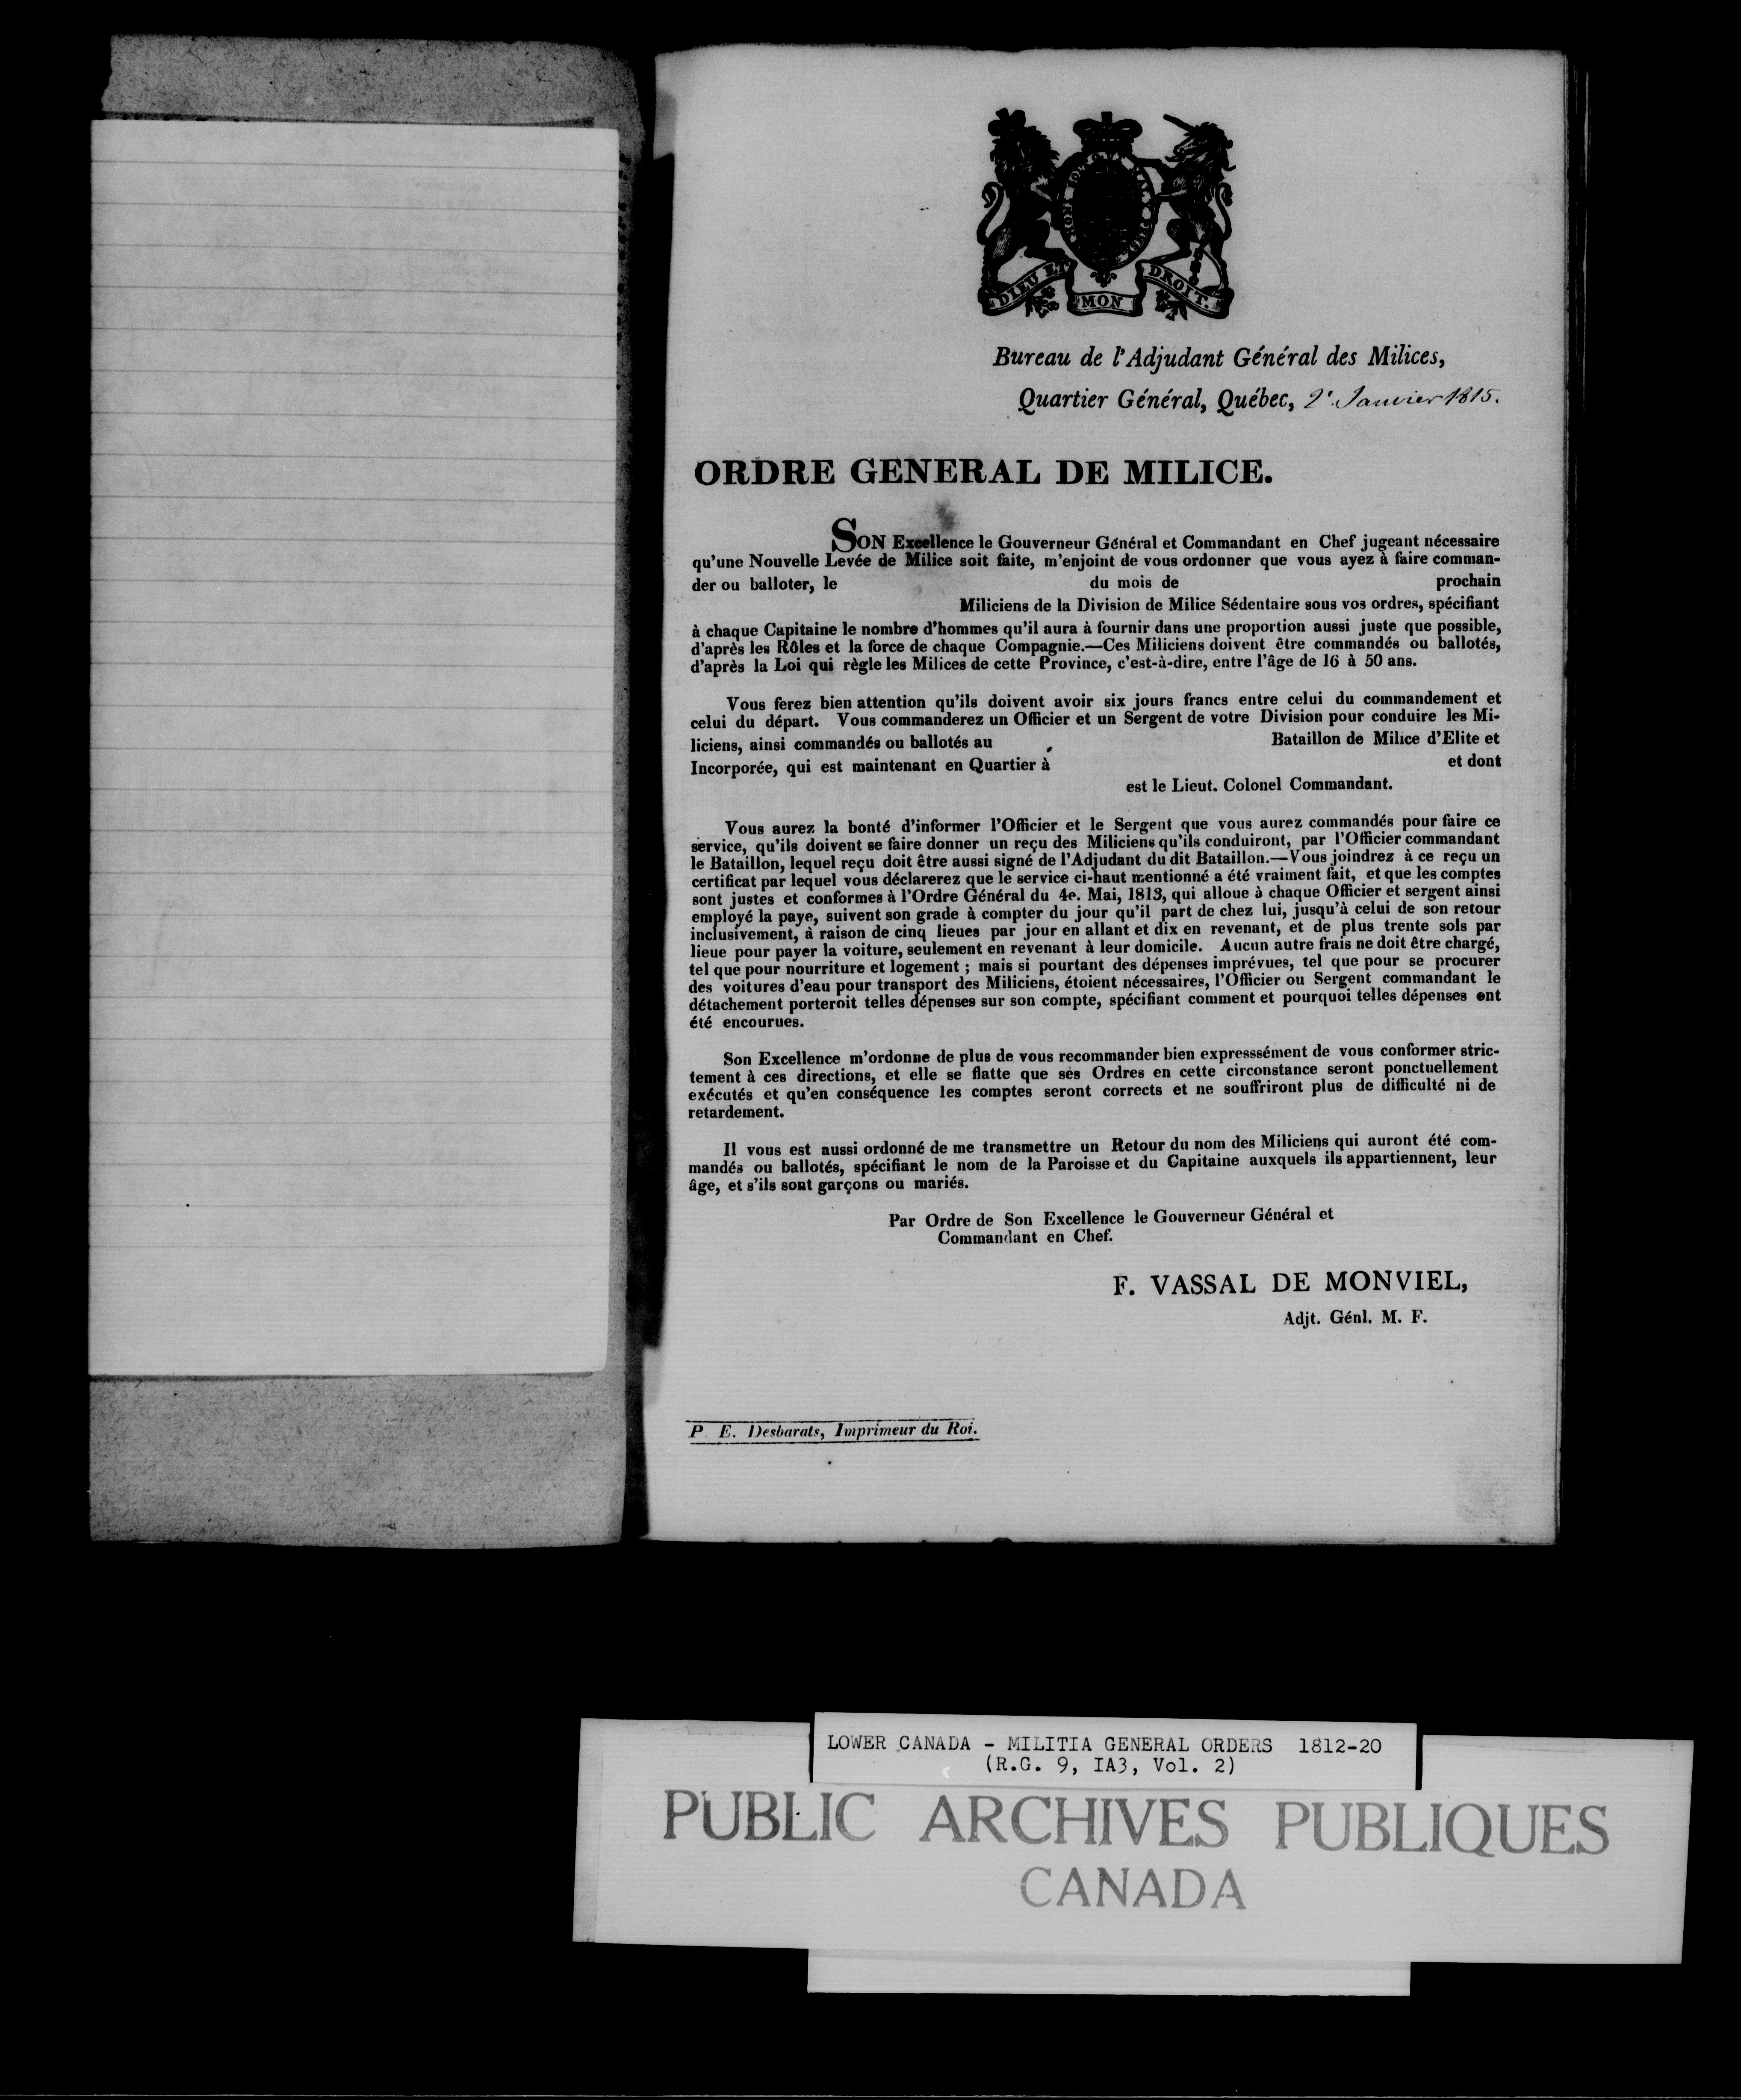 DIEU ET MON DROIT.
Bureau de l'Adjudant Général des Milices,
Quartier Général, Québec, 2e. Janvier 1815.
ORDRE GENERAL DE MILICE.
SON Excellence le Gouverneur Général et Commandant en Chef jugeant nécessaire
qu'une Nouvelle Levée de Milice soit faite, m'enjoint de vous ordonner que vous ayez à faire comman-
der ou balloter, le du mois de prochain
Miliciens de la Division de Milice Sédentaire sous vos ordres, spécifiant
à chaque Capitaine le nombre d'hommes qu'il aura à fournir dans une proportion aussi juste que possible,
d'après les Rôles et la force de chaque Compagnie.—Ces Miliciens doivent être commandés ou ballotés,
d'après la Loi qui règle les Milices de cette Province, c'est-à-dire, entre l'âge de 16 à 50 ans.
Vous ferez bien attention qu'ils doivent avoir six jours francs entre celui du commandement et
celui du départ. Vous commanderez un Officier et un Sergent de votre Division pour conduire les Mi-
liciens, ainsi commandés ou ballotés au Bataillon de Milice d'Elite et
Incorporée, qui est maintenant en Quartier à et dont
est le Lieut. Colonel Commandant.
Vous aurez la bonté d'informer l'Officier et le Sergent que vous aurez commandés pour faire ce
service, qu'ils doivent se faire donner un reçu des Miliciens qu'ils conduiront, par l'Officier commandant
le Bataillon, lequel reçu doit être aussi signé de l'Adjudant du dit Bataillon.—Vous joindrez à ce reçu un
certificat par lequel vous déclarerez que le service ci-haut mentionné a été vraiment fait, et que les comptes
sont justes et conformes à l'Ordre Général du 4e. Mai, 1813, qui alloue à chaque Officier et sergent ainsi
employé la paye, suivent son grade à compter du jour qu'il part de chez lui, jusqu'à celui de son retour
inclusivement, à raison de cinq lieues par jour en allant et dix en revenant, et de plus trente sols par
lieue pour payer la voiture, seulement en revenant à leur domicile. Aucun autre frais ne doit être chargé,
tel que pour nourriture et logement ; mais si pourtant des dépenses imprévues, tel que pour se procurer
des voitures d'eau pour transport des Miliciens, étoient nécessaires, l'Officier ou Sergent commandant le
détachement porteroit telles dépenses sur son compte, spécifiant comment et pourquoi telles dépenses ont
été encourues.
Son Excellence m'ordonne de plus de vous recommander bien expresssément de vous conformer stric-
tement à ces directions, et elle se flatte que ses Ordres en cette circonstance seront ponctuellement
exécutés et qu'en conséquence les comptes seront corrects et ne souffriront plus de difficulté ni de
retardement.
Il vous est aussi ordonné de me transmettre un Retour du nom des Miliciens qui auront été com-
mandés ou ballotés, spécifiant le nom de la Paroisse et du Capitaine auxquels ils appartiennent, leur
âge, et s'ils sont garçons ou mariés.
Par Ordre de Son Excellence le Gouverneur Général et
Commandant en Chef.
F. VASSAL DE MONVIEL,
Adjt. Génl. M. F.
P. E. Desbarats, Imprimeur du Roi.
LOWER CANADA - MILITIA GENERAL ORDERS 1812-20
(R.G. 9, IA3, Vol. 2)
PUBLIC ARCHIVES PUBLIQUES
CANADA